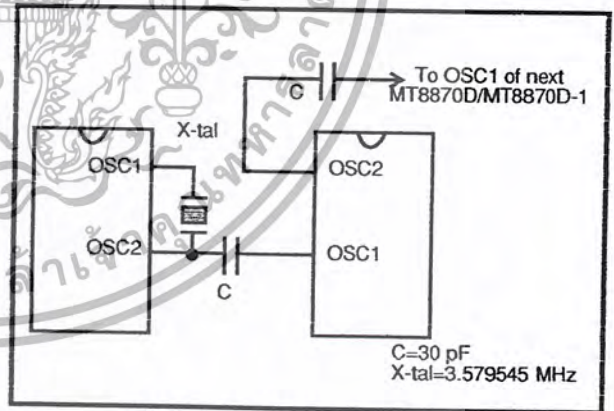 To OSC1 of next
MT8870D/MT8870D-1
C
X-tal
OSC1
OSC2
OSC2
OSC1
C
C=30 pF
X-tal=3.579545 MHz